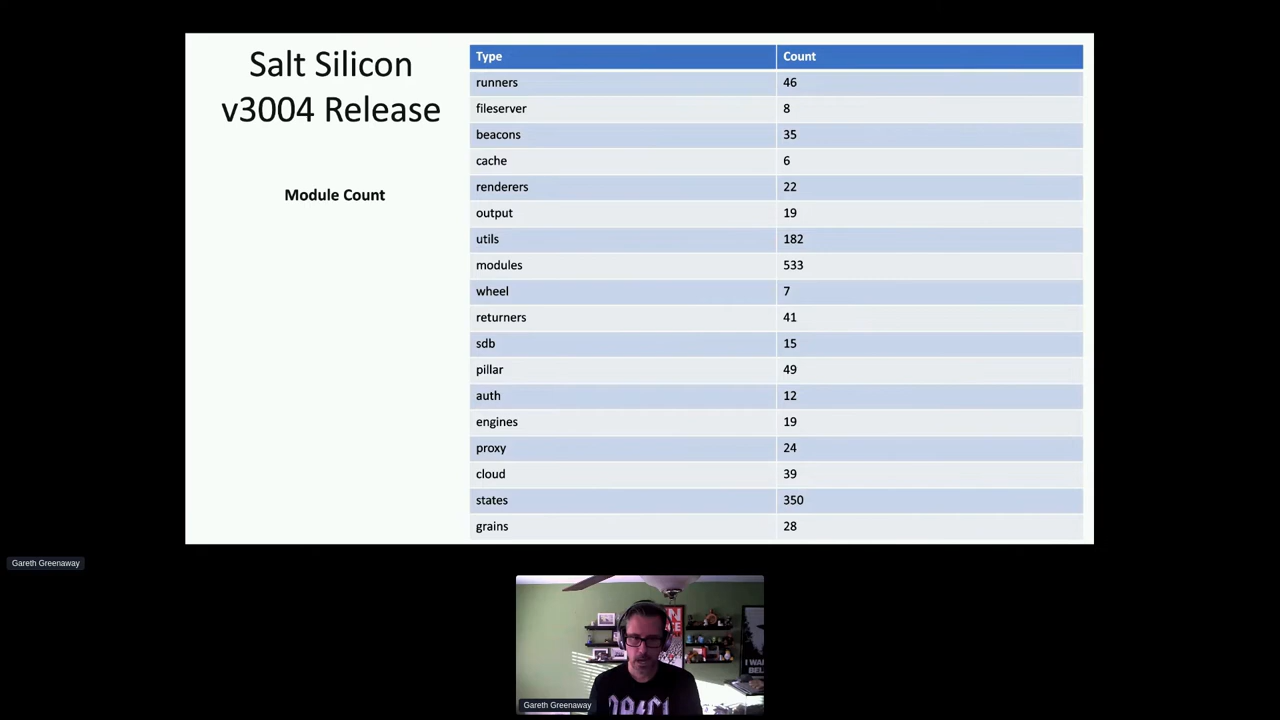 Salt Silicon
v3004 Release
Module Count
Type Count
runners 46
fileserver 8
beacons 35
cache 6
renderers 22
output 19
utils 182
modules 533
wheel 7
returners 41
sdb 15
pillar 49
auth 12
engines 19
proxy 24
cloud 39
states 350
grains 28
Gareth Greenaway
I WA
BEL
Gareth Greenaway